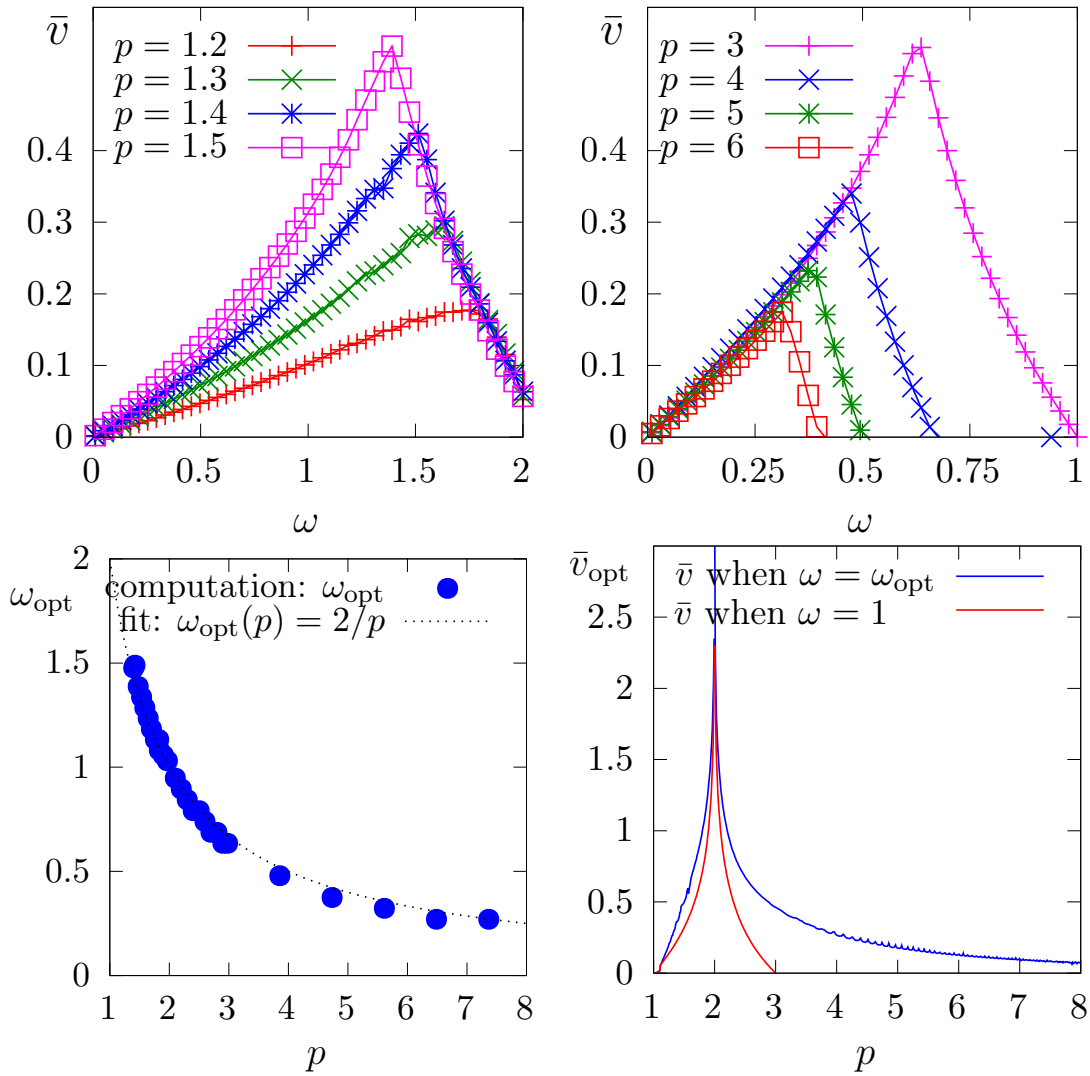 v̄
p = 1.2
p = 1.3
p = 1.4
p = 1.5
0.4
0.3
0.2
0.1
0
0 0.5 1 1.5 2
ω
v̄
p = 3
p = 4
p = 5
p = 6
0.4
0.3
0.2
0.1
0
0 0.25 0.5 0.75 1
ω
ω_opt
computation: ω_opt
fit: ω_opt(p) = 2/p
2
1.5
1
0.5
0
1 2 3 4 5 6 7 8
p
v̄_opt
v̄ when ω = ω_opt
v̄ when ω = 1
2.5
2
1.5
1
0.5
0
1 2 3 4 5 6 7 8
p